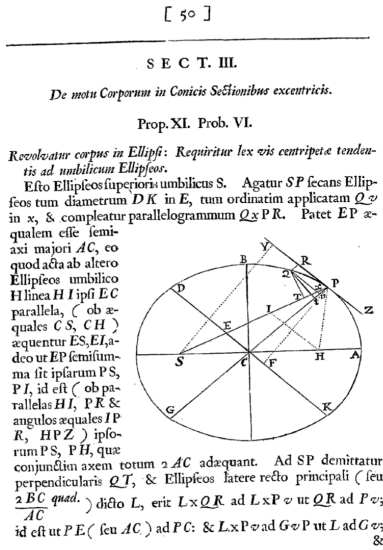 [ 50 ]
SECT. III.
De motu Corporum in Conicis Sectionibus excentricis.
Prop. XI. Prob. VI.
Revolvatur corpus in Ellipsi: Requiritur lex vis centripetæ tenden-
tis ad umbilicum Ellipseos.
Esto Ellipseos superioris umbilicus S. Agatur SP secans Ellip-
seos tum diametrum DK in E, tum ordinatim applicatam Qv
in x, & compleatur parallelogrammum QxPR. Patet EP æ-
qualem esse semi-
axi majori AC, eo
quod acta ab altero
Ellipseos umbilico
H linea HI ipsi EC
parallela, ( ob æ-
quales CS, CH )
æquentur ES, EI, a-
deo ut EP semisum-
ma sit ipsarum PS,
PI, id est ( ob pa-
rallelas HI, PR &
angulos æquales IP
R, HPZ ) ipso-
rum PS, PH, quæ
Y
R
B
Q
P
D
T
I
Z
E
S
C
F
H
A
G
K
conjunctim axem totum 2 AC adæquant. Ad SP demittatur
perpendicularis QT, & Ellipseos latere recto principali ( seu
2 BC quad. / AC ) dicto L, erit LxQR ad LxPv ut QR ad Pv;
id est ut PE ( seu AC ) ad PC: & LxPv ad GvP ut L ad Gv;
&